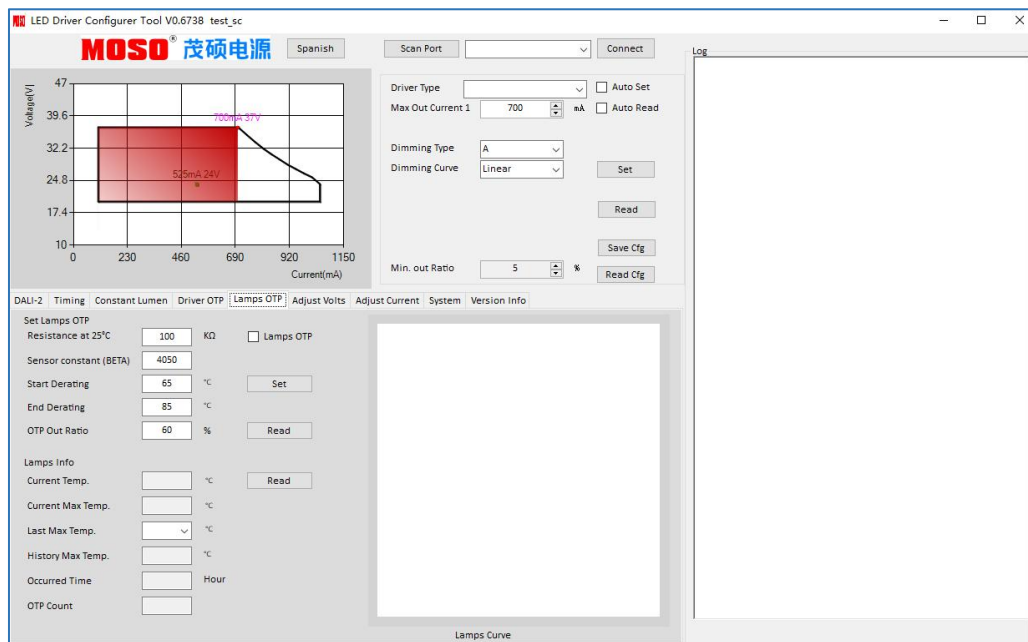 LED Driver Configurer Tool V0.6738 test_sc
MOSO® 茂硕电源
Spanish
Scan Port
Connect
Voltage(V)
47
39.6
32.2
24.8
17.4
10
700mA 37V
525mA 24V
0 230 460 690 920 1150
Current(mA)
Driver Type
Auto Set
Max Out Current 1 700 mA
Auto Read
Dimming Type A
Dimming Curve Linear
Set
Read
Save Cfg
Min. out Ratio 5 %
Read Cfg
DALI-2 Timing Constant Lumen Driver OTP Lamps OTP Adjust Volts Adjust Current System Version Info
Set Lamps OTP
Resistance at 25°C 100 KΩ Lamps OTP
Sensor constant (BETA) 4050
Start Derating 65 °C Set
End Derating 85 °C
OTP Out Ratio 60 % Read
Lamps Info
Current Temp. °C Read
Current Max Temp. °C
Last Max Temp. °C
History Max Temp. °C
Occurred Time Hour
OTP Count
Lamps Curve
Log